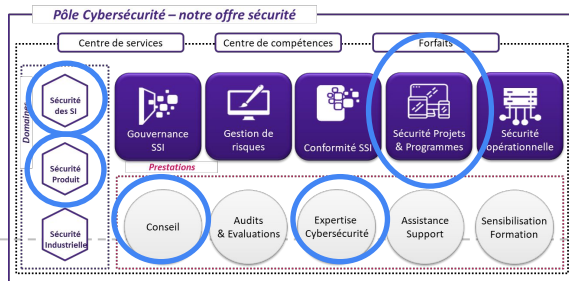 Pôle Cybersécurité – notre offre sécurité
Centre de services
Centre de compétences
Forfaits
Domaines
Sécurité
des SI
Sécurité
Produit
Sécurité
Industrielle
Gouvernance
SSI
Gestion de
risques
Conformité SSI
Sécurité Projets
& Programmes
Sécurité
opérationnelle
Prestations
Conseil
Audits
& Evaluations
Expertise
Cybersécurité
Assistance
Support
Sensibilisation
Formation